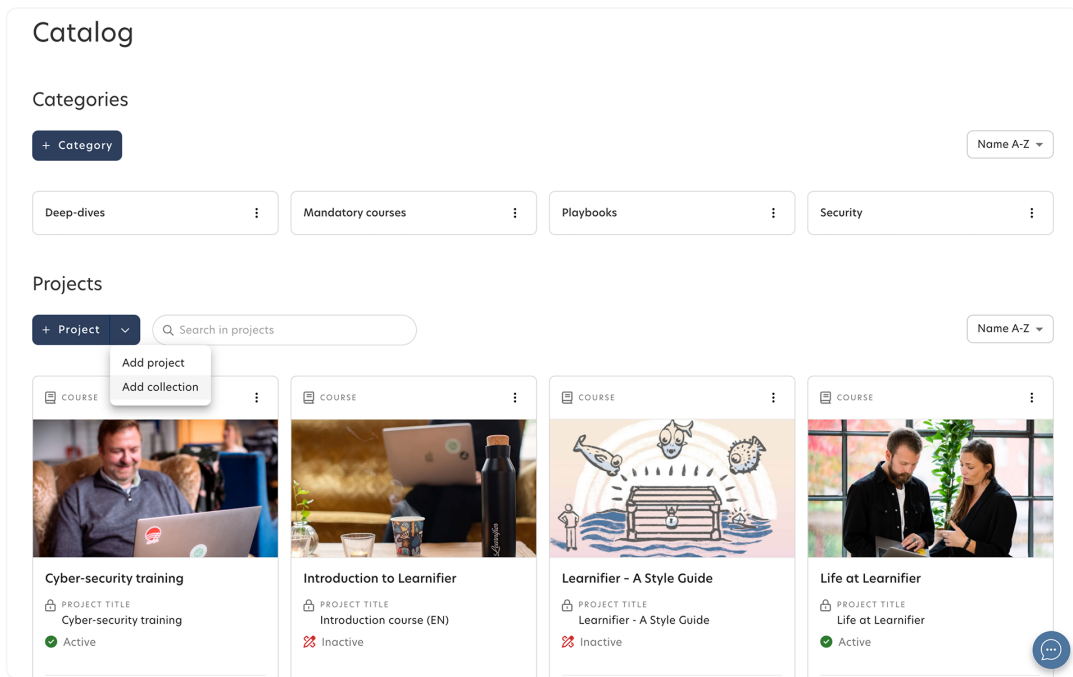 Catalog
Categories
+ Category
Name A-Z
Deep-dives
Mandatory courses
Playbooks
Security
Projects
+ Project
Search in projects
Name A-Z
Add project
Add collection
COURSE
COURSE
COURSE
COURSE
Learnifier
Cyber-security training
Introduction to Learnifier
Learnifier - A Style Guide
Life at Learnifier
PROJECT TITLE
PROJECT TITLE
PROJECT TITLE
PROJECT TITLE
Cyber-security training
Introduction course (EN)
Learnifier - A Style Guide
Life at Learnifier
Active
Inactive
Inactive
Active